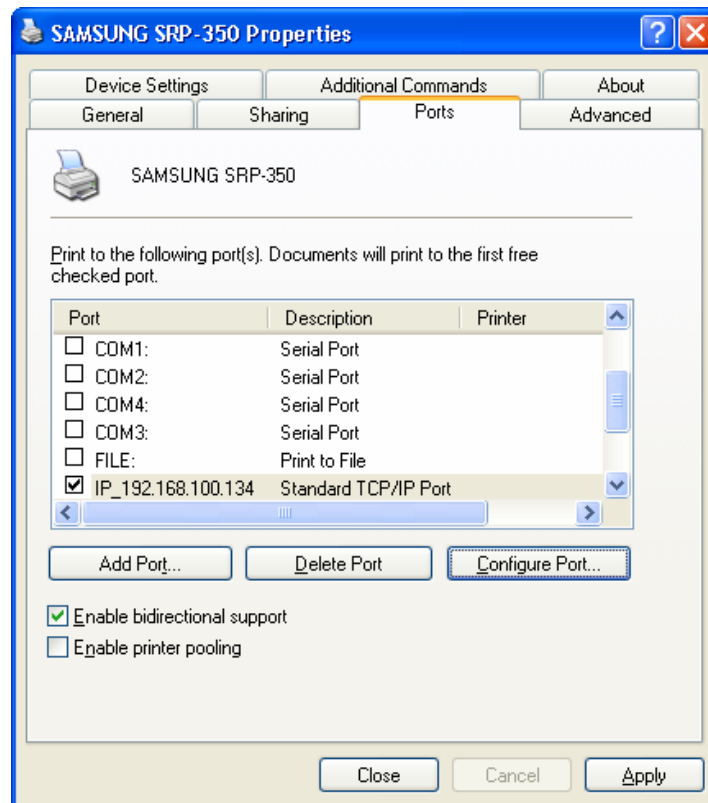 SAMSUNG SRP-350 Properties
Device Settings Additional Commands About
General Sharing Ports Advanced
SAMSUNG SRP-350
Print to the following port(s). Documents will print to the first free
checked port.
Port Description Printer
COM1: Serial Port
COM2: Serial Port
COM4: Serial Port
COM3: Serial Port
FILE: Print to File
IP_192.168.100.134 Standard TCP/IP Port
Add Port... Delete Port Configure Port...
Enable bidirectional support
Enable printer pooling
Close Cancel Apply